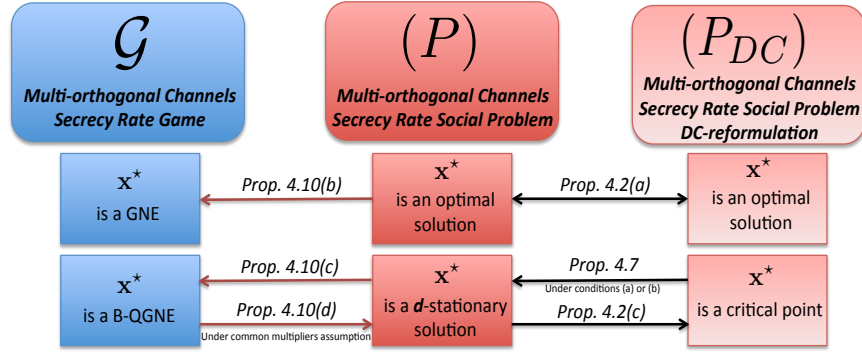 𝒢
Multi-orthogonal Channels
Secrecy Rate Game
(P)
Multi-orthogonal Channels
Secrecy Rate Social Problem
(P_{DC})
Multi-orthogonal Channels
Secrecy Rate Social Problem
DC-reformulation
x⋆
is a GNE
Prop. 4.10(b)
x⋆
is an optimal
solution
Prop. 4.2(a)
x⋆
is an optimal
solution
x⋆
is a B-QGNE
Prop. 4.10(c)
Prop. 4.10(d)
Under common multipliers assumption
x⋆
is a d-stationary
solution
Prop. 4.7
Under conditions (a) or (b)
Prop. 4.2(c)
x⋆
is a critical point